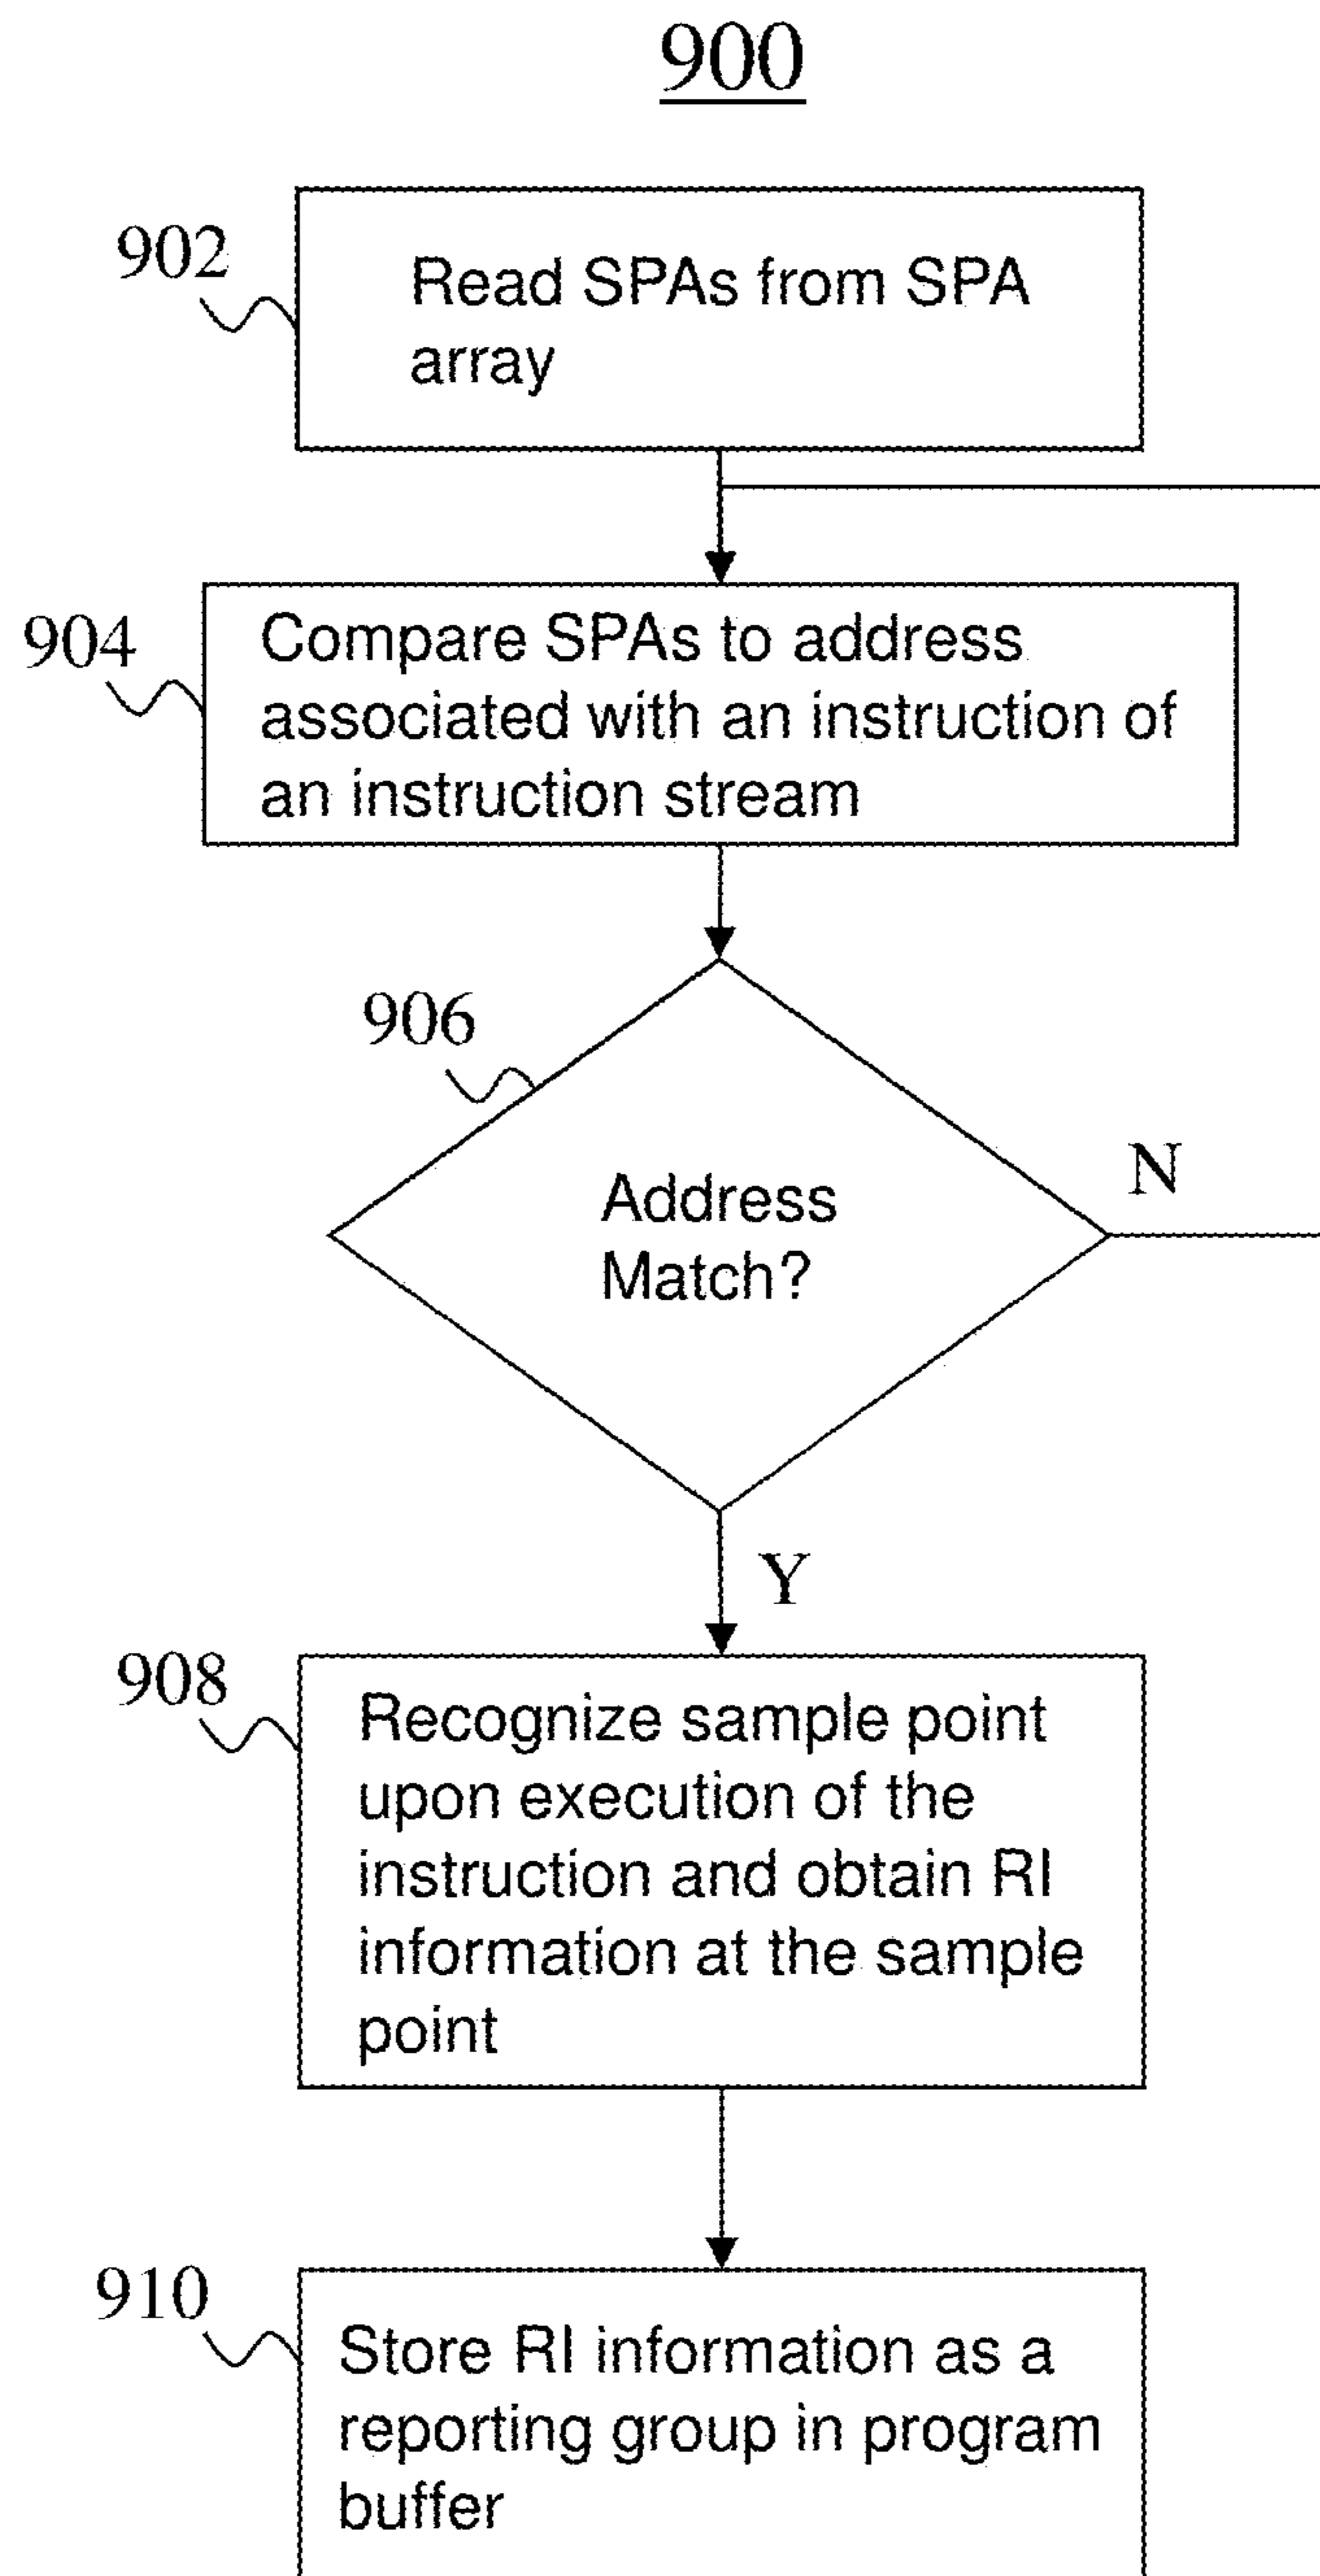 900
902
Read SPAs from SPA
array
904
Compare SPAs to address
associated with an instruction of
an instruction stream
906
Address
Match?
N
Y
908
Recognize sample point
upon execution of the
instruction and obtain RI
information at the sample
point
910
Store RI information as a
reporting group in program
buffer